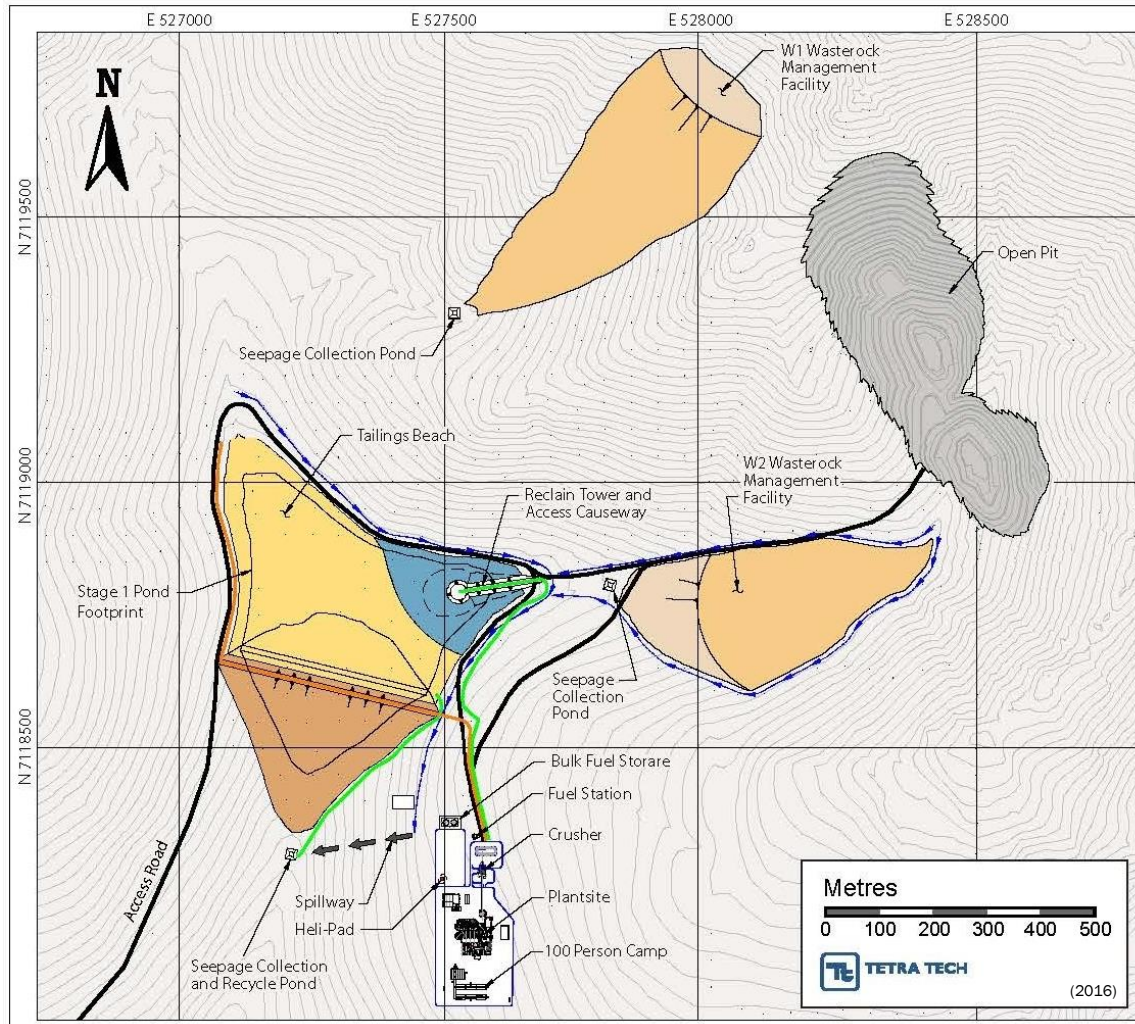 E 527000
E 527500
E 528000
E 528500
N
W1 Wasterock
Management
Facility
N 7119500
Open Pit
Seepage Collection Pond
Tailings Beach
N 7119000
W2 Wasterock
Management
Facility
Reclain Tower and
Access Causeway
Stage 1 Pond
Footprint
Seepage
Collection
Pond
N 7118500
Bulk Fuel Storare
Fuel Station
Crusher
Access Road
Spillway
Plantsite
Heli-Pad
100 Person Camp
Seepage Collection
and Recycle Pond
Metres
0 100 200 300 400 500
Tt TETRA TECH
(2016)